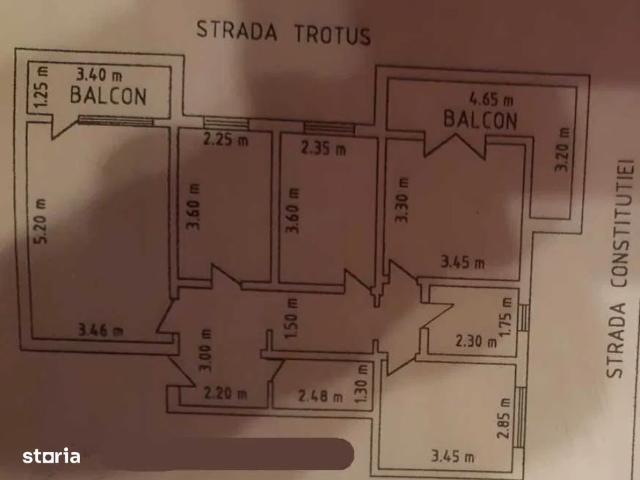 STRADA TROTUS
3.40 m
1.25 m
BALCON
4.65 m
BALCON
3.20 m
2.25 m
2.35 m
5.20 m
3.60 m
3.60 m
3.30 m
3.45 m
STRADA CONSTITUTIEI
3.46 m
3.00 m
1.50 m
2.30 m
1.75 m
2.20 m
2.48 m
1.30 m
2.85 m
3.45 m
storia